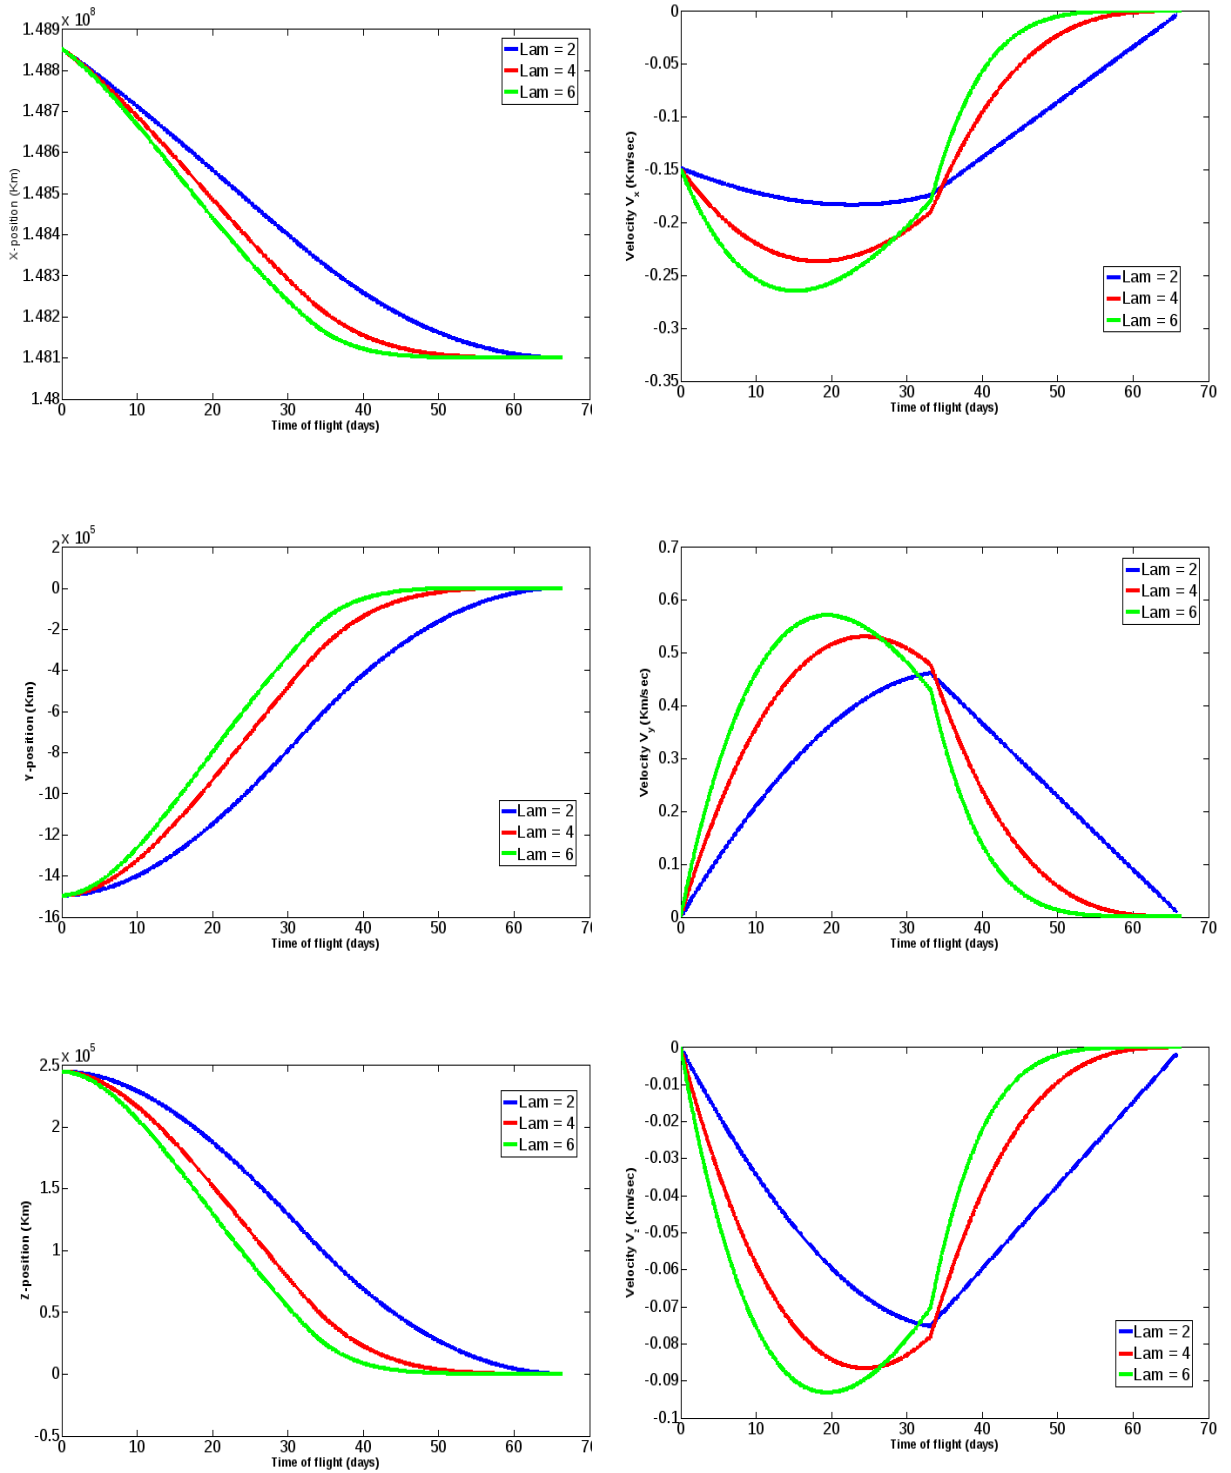 × 10^8
1.489
1.488
1.487
1.486
1.485
1.484
1.483
1.482
1.481
1.48
X-position (Km)
0 10 20 30 40 50 60 70
Time of flight (days)
Lam = 2
Lam = 4
Lam = 6
0
-0.05
-0.1
-0.15
-0.2
-0.25
-0.3
-0.35
Velocity V_x (Km/sec)
0 10 20 30 40 50 60 70
Time of flight (days)
Lam = 2
Lam = 4
Lam = 6
× 10^5
2
0
-2
-4
-6
-8
-10
-12
-14
-16
Y-position (Km)
0 10 20 30 40 50 60 70
Time of flight (days)
Lam = 2
Lam = 4
Lam = 6
0.7
0.6
0.5
0.4
0.3
0.2
0.1
0
Velocity V_y (Km/sec)
0 10 20 30 40 50 60 70
Time of flight (days)
Lam = 2
Lam = 4
Lam = 6
× 10^5
2.5
2
1.5
1
0.5
0
-0.5
Z-position (Km)
0 10 20 30 40 50 60 70
Time of flight (days)
Lam = 2
Lam = 4
Lam = 6
0
-0.01
-0.02
-0.03
-0.04
-0.05
-0.06
-0.07
-0.08
-0.09
-0.1
Velocity V_z (Km/sec)
0 10 20 30 40 50 60 70
Time of flight (days)
Lam = 2
Lam = 4
Lam = 6